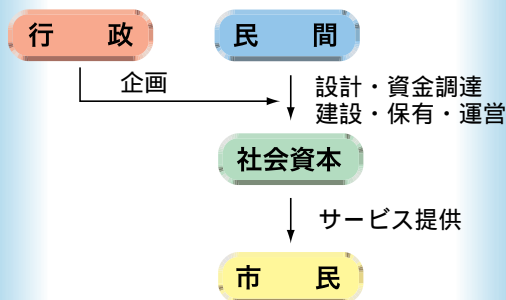 行　政
民　間
企画
設計・資金調達
建設・保有・運営
社会資本
サービス提供
市　民